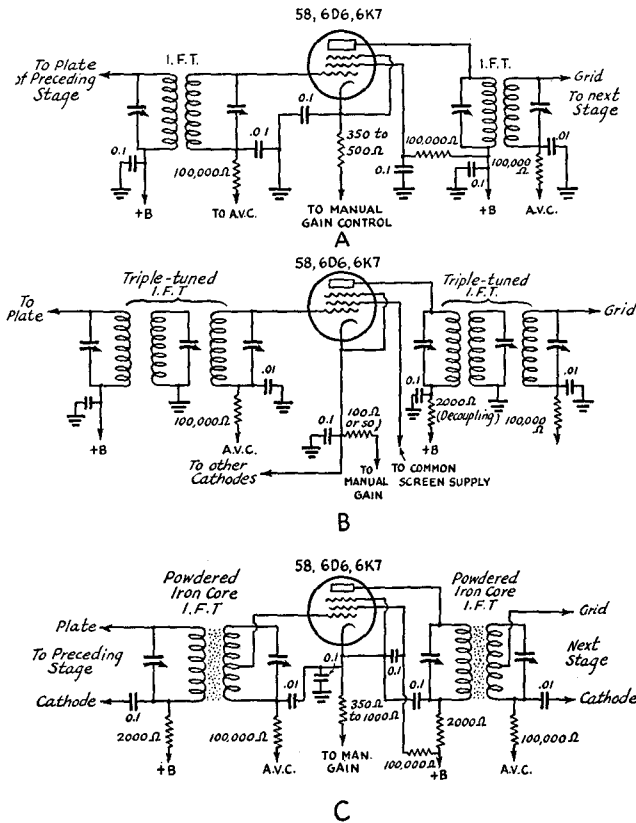 58, 6D6, 6K7
To Plate
of Preceding
Stage
I.F.T.
I.F.T.
Grid
To next
Stage
0.1
0.1
.01
350 to
500Ω
100,000Ω
0.1
0.1
.01
100,000Ω
+B
TO A.V.C.
TO MANUAL
GAIN CONTROL
100,000
Ω
+B
A.V.C.
A
58, 6D6, 6K7
Triple-tuned
I.F.T
Triple-tuned
I.F.T.
To
Plate
Grid
0.1
.01
100,000Ω
+B
A.V.C.
0.1
100Ω
or so)
To other
Cathodes
TO
MANUAL
GAIN
TO COMMON
SCREEN SUPPLY
0.1
2000Ω
(Decoupling)
+B
.01
100,000
Ω
B
58, 6D6, 6K7
Powdered
Iron Core
I.F.T
Powdered
Iron Core
I.F.T
Plate
To Preceding
Stage
Cathode
Grid
Next
Stage
Cathode
0.1
2000Ω
+B
.01
100,000Ω
A.V.C.
0.1
0.1
350Ω
to 1000Ω
TO MAN.
GAIN
0.1
2000Ω
100,000Ω
+B
.01
100,000Ω
A.V.C.
C